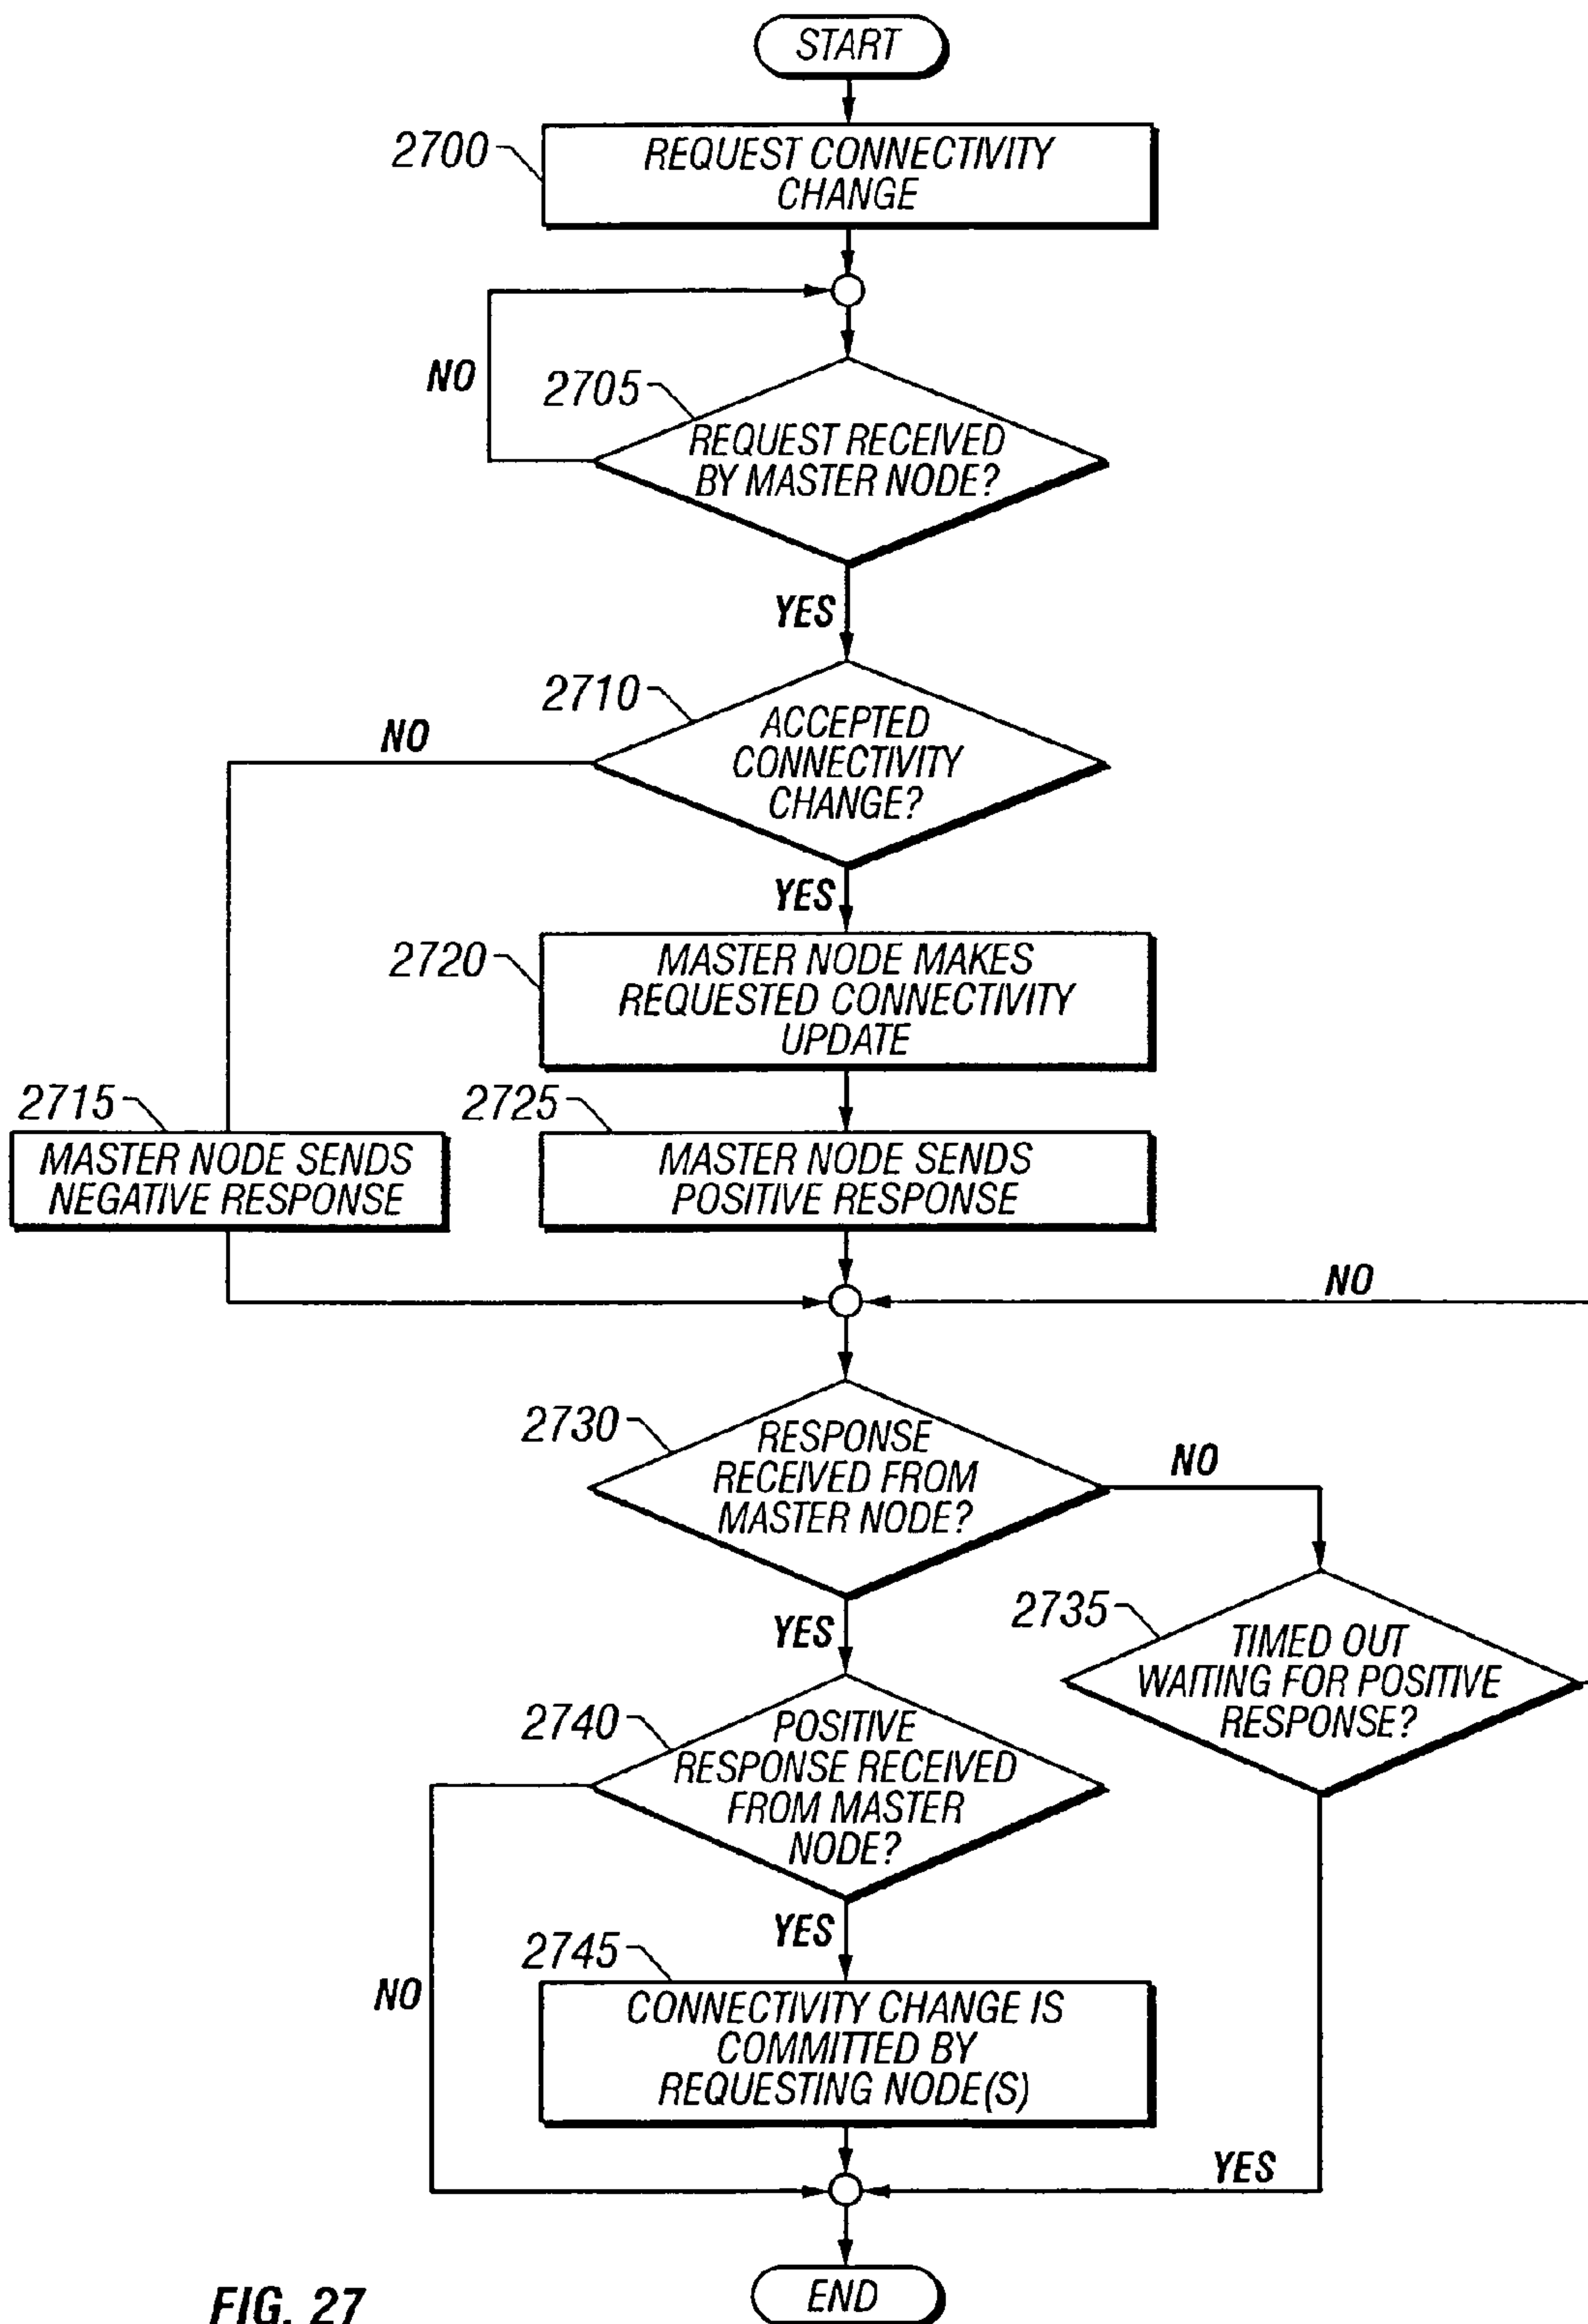 START
2700
REQUEST CONNECTIVITY
CHANGE
NO
2705
REQUEST RECEIVED
BY MASTER NODE?
YES
2710
NO
ACCEPTED
CONNECTIVITY
CHANGE?
YES
2720
MASTER NODE MAKES
REQUESTED CONNECTIVITY
UPDATE
2715
MASTER NODE SENDS
NEGATIVE RESPONSE
2725
MASTER NODE SENDS
POSITIVE RESPONSE
NO
2730
RESPONSE
RECEIVED FROM
MASTER NODE?
NO
YES
2735
TIMED OUT
WAITING FOR POSITIVE
RESPONSE?
2740
POSITIVE
RESPONSE RECEIVED
FROM MASTER
NODE?
YES
2745
NO
CONNECTIVITY CHANGE IS
COMMITTED BY
REQUESTING NODE(S)
YES
END
FIG. 27